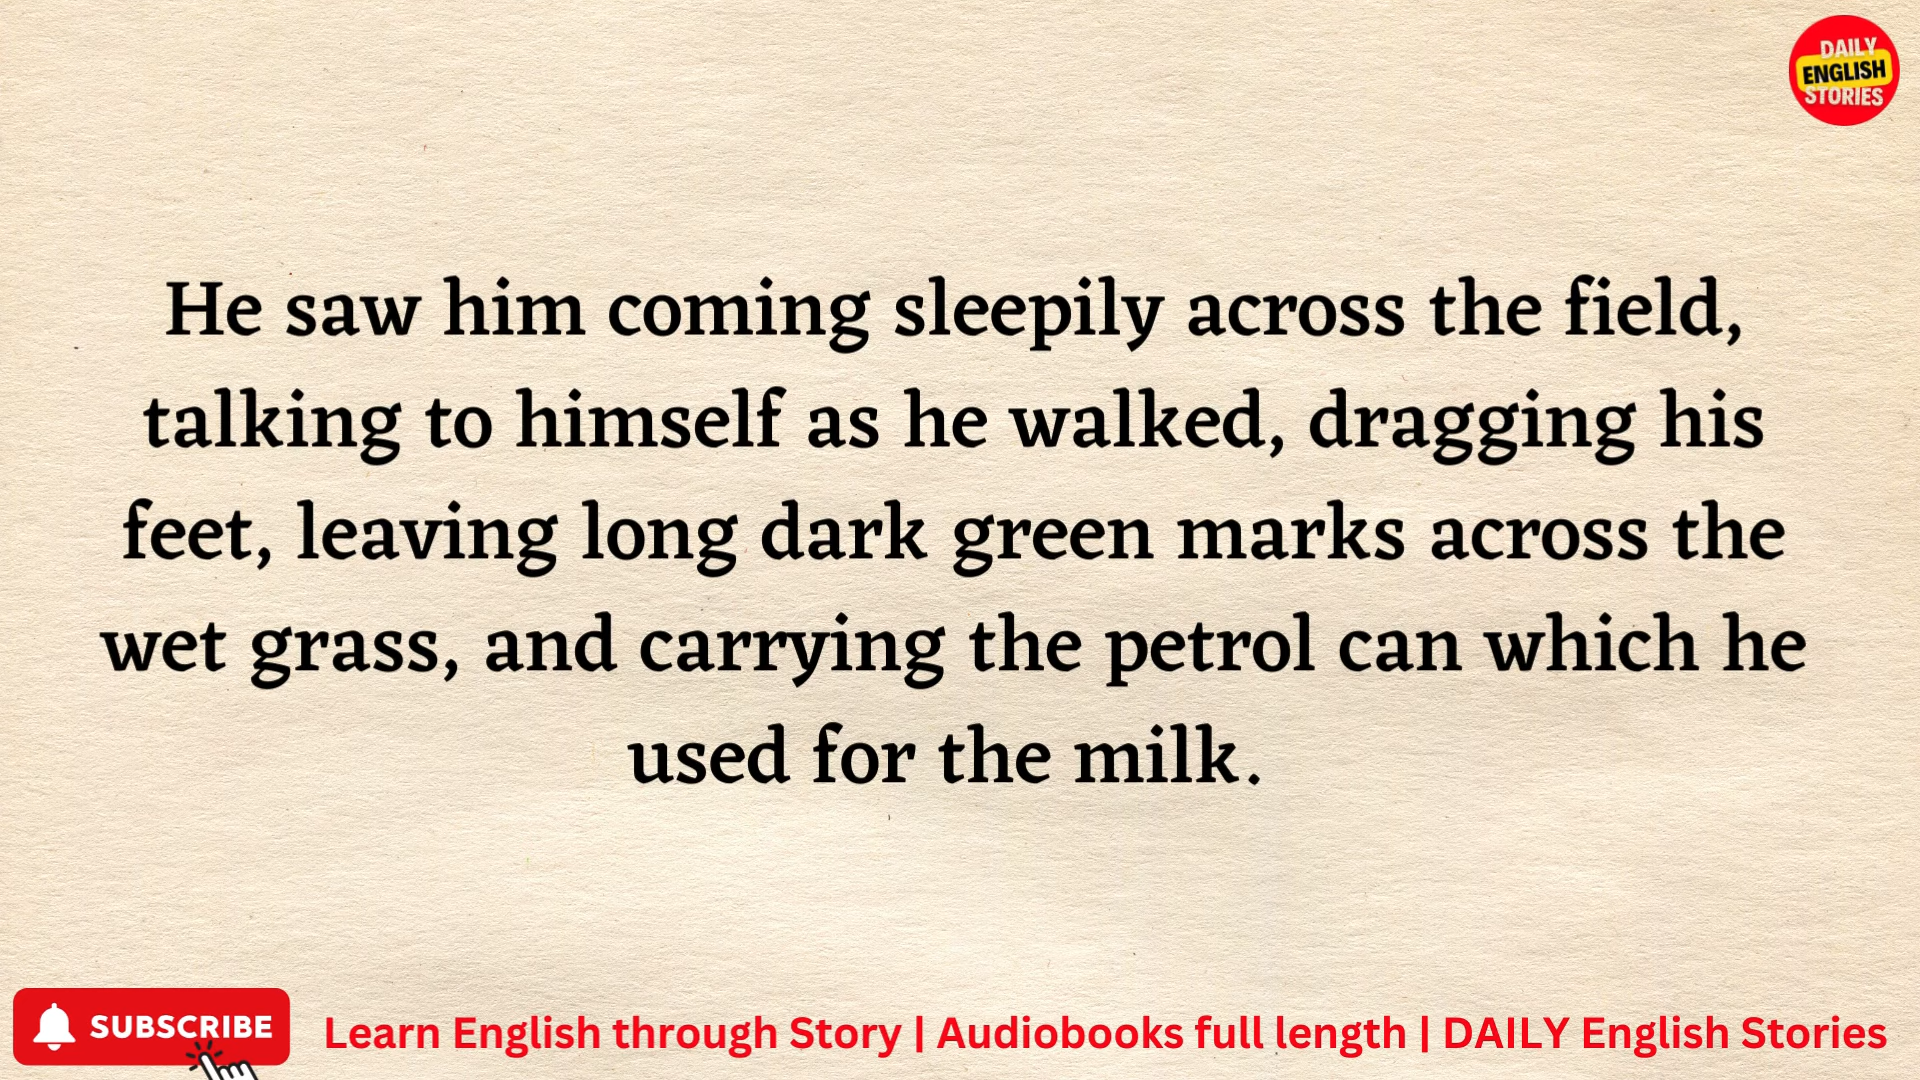 DAILY
ENGLISH
STORIES
He saw him coming sleepily across the field,
talking to himself as he walked, dragging his
feet, leaving long dark green marks across the
wet grass, and carrying the petrol can which he
used for the milk.
SUBSCRIBE
Learn English through Story | Audiobooks full length | DAILY English Stories